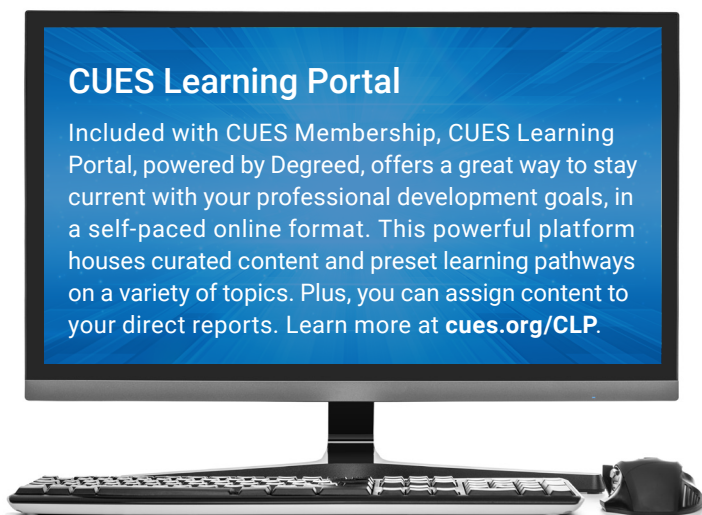 CUES Learning Portal
Included with CUES Membership, CUES Learning
Portal, powered by Degreed, offers a great way to stay
current with your professional development goals, in
a self-paced online format. This powerful platform
houses curated content and preset learning pathways
on a variety of topics. Plus, you can assign content to
your direct reports. Learn more at cues.org/CLP.